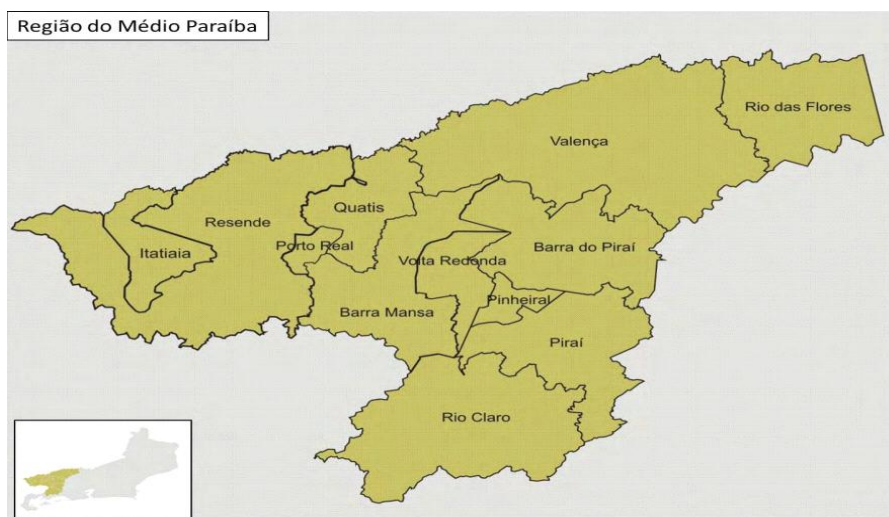 Região do Médio Paraíba
Rio das Flores
Valença
Quatis
Resende
Porto Real
Barra do Piraí
Itatiaia
Volta Redonda
Pinheiral
Barra Mansa
Piraí
Rio Claro